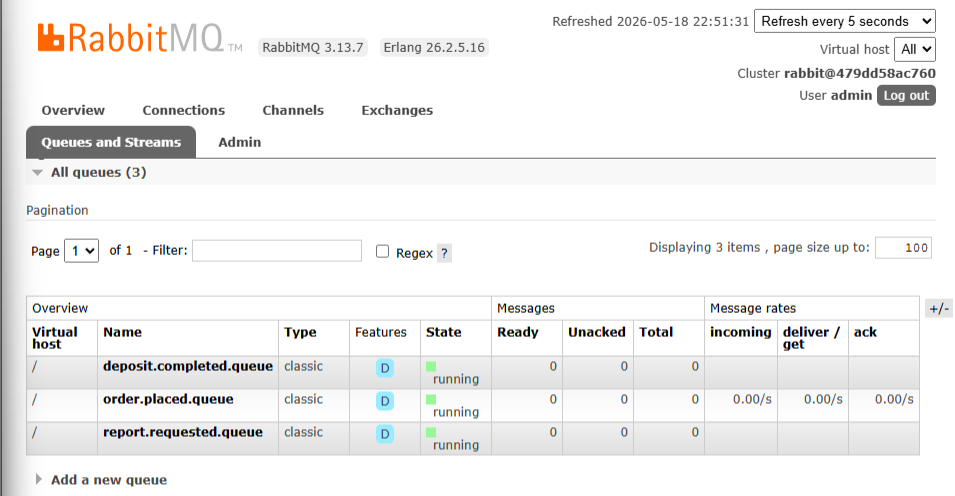 RabbitMQ TM RabbitMQ 3.13.7 Erlang 26.2.5.16
Refreshed 2026-05-18 22:51:31 Refresh every 5 seconds
Virtual host All
Cluster rabbit@479dd58ac760
User admin Log out
Overview Connections Channels Exchanges
Queues and Streams Admin
All queues (3)
Pagination
Page 1 of 1 - Filter: Regex ? Displaying 3 items , page size up to: 100
Overview Messages Message rates +/-
Virtual host Name Type Features State Ready Unacked Total incoming deliver / get ack
/ deposit.completed.queue classic D running 0 0 0
/ order.placed.queue classic D running 0 0 0 0.00/s 0.00/s 0.00/s
/ report.requested.queue classic D running 0 0 0
Add a new queue